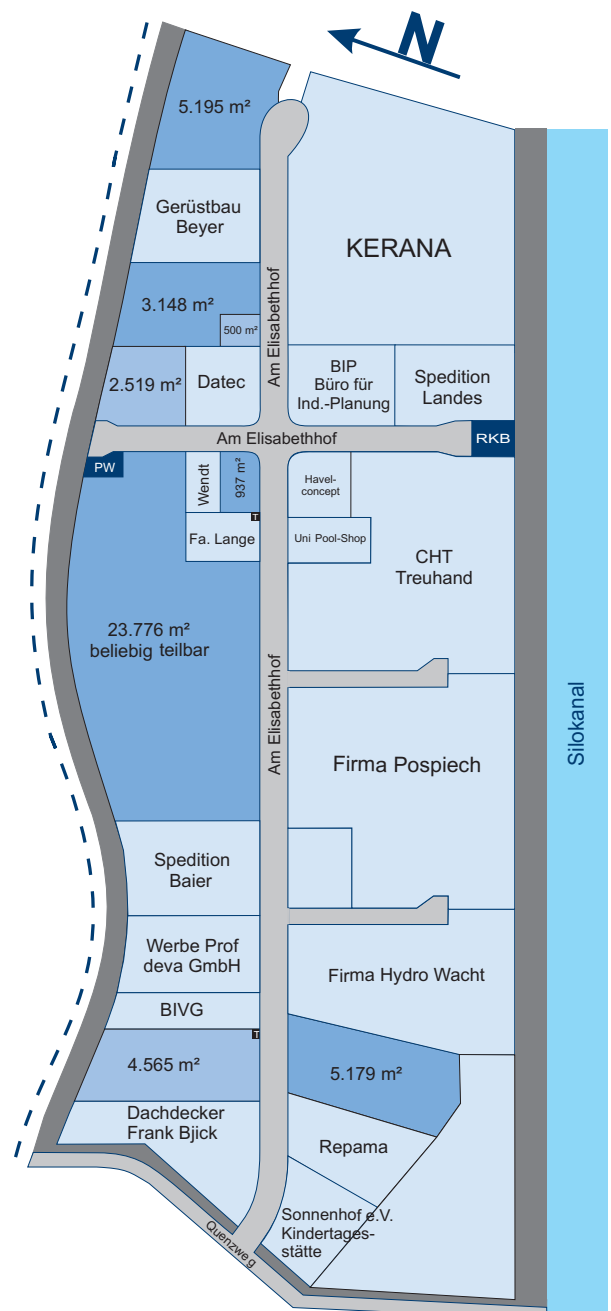 N
5.195 m²
Gerüstbau
Beyer
KERANA
Am Elisabethhof
3.148 m²
500 m²
2.519 m²
Datec
BIP
Büro für
Ind.-Planung
Spedition
Landes
Am Elisabethhof
RKB
PW
Wendt
937 m²
Havel-
concept
T
Fa. Lange
Uni Pool-Shop
CHT
Treuhand
23.776 m²
beliebig teilbar
Am Elisabethhof
Silokanal
Firma Pospiech
Spedition
Baier
Werbe Prof
deva GmbH
Firma Hydro Wacht
BIVG
T
4.565 m²
5.179 m²
Dachdecker
Frank Bjick
Repama
Sonnenhof e.V.
Kindertages-
stätte
Quenzweg